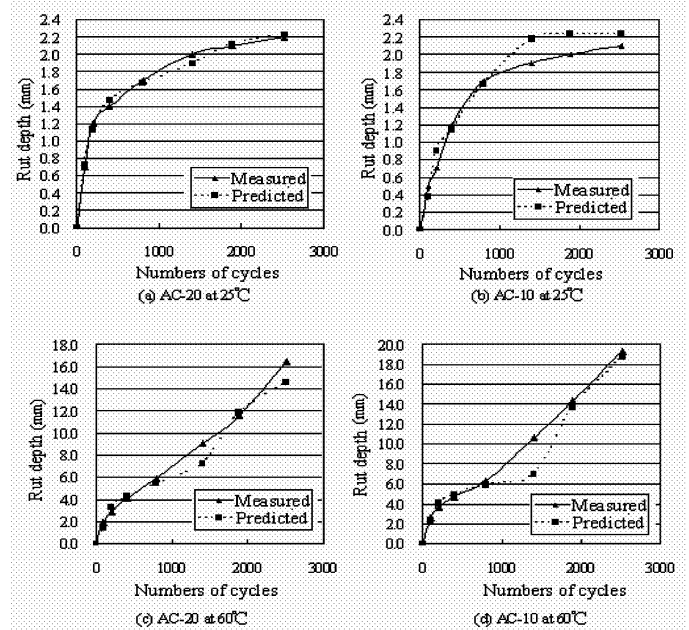 2.4
2.2
2.0
1.8
1.6
1.4
1.2
1.0
0.8
0.6
0.4
0.2
0.0
Rut depth (mm)
Measured
Predicted
0 1000 2000 3000
Numbers of cycles
(a) AC-20 at 25℃
2.4
2.2
2.0
1.8
1.6
1.4
1.2
1.0
0.8
0.6
0.4
0.2
0.0
Rut depth (mm)
Measured
Predicted
0 1000 2000 3000
Numbers of cycles
(b) AC-10 at 25℃
18.0
16.0
14.0
12.0
10.0
8.0
6.0
4.0
2.0
0.0
Rut depth (mm)
Measured
Predicted
0 1000 2000 3000
Numbers of cycles
(c) AC-20 at 60℃
20.0
18.0
16.0
14.0
12.0
10.0
8.0
6.0
4.0
2.0
0.0
Rut depth (mm)
Measured
Predicted
0 1000 2000 3000
Numbers of cycles
(d) AC-10 at 60℃